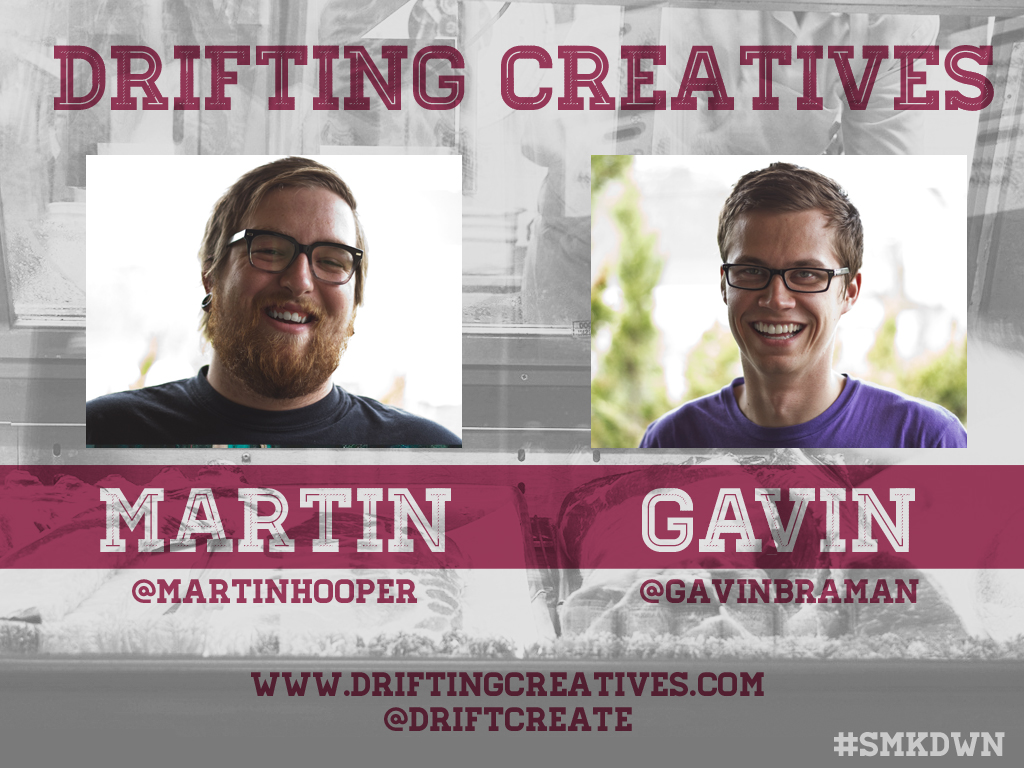 DRIFTING CREATIVES
MARTIN
GAVIN
@MARTINHOOPER
@GAVINBRAMAN
WWW.DRIFTINGCREATIVES.COM
@DRIFTCREATE
#SMKDWN